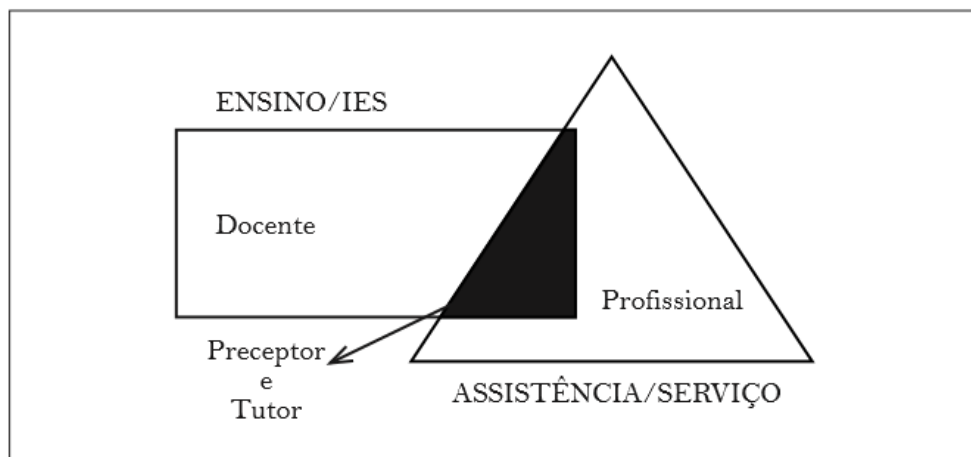 ENSINO/IES
Docente
Profissional
Preceptor
e
Tutor
ASSISTÊNCIA/SERVIÇO